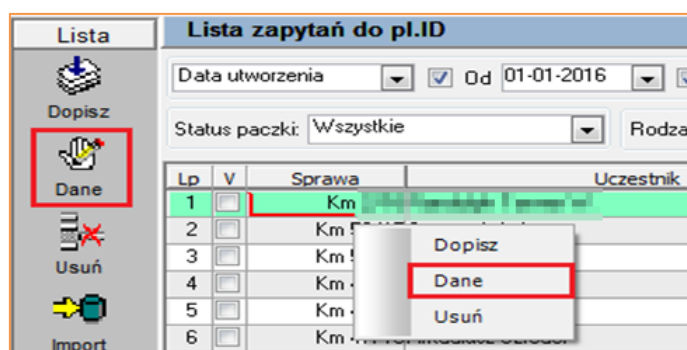 Lista
Lista zapytań do pl.ID
Data utworzenia
Od 01-01-2016
Dopisz
Status paczki: Wszystkie
Dane
Lp V Sprawa Uczestnik
1 Km
2 Km
3 Km
4 Km
5 Km
6 Km
Dopisz
Dane
Usuń
Usuń
Import